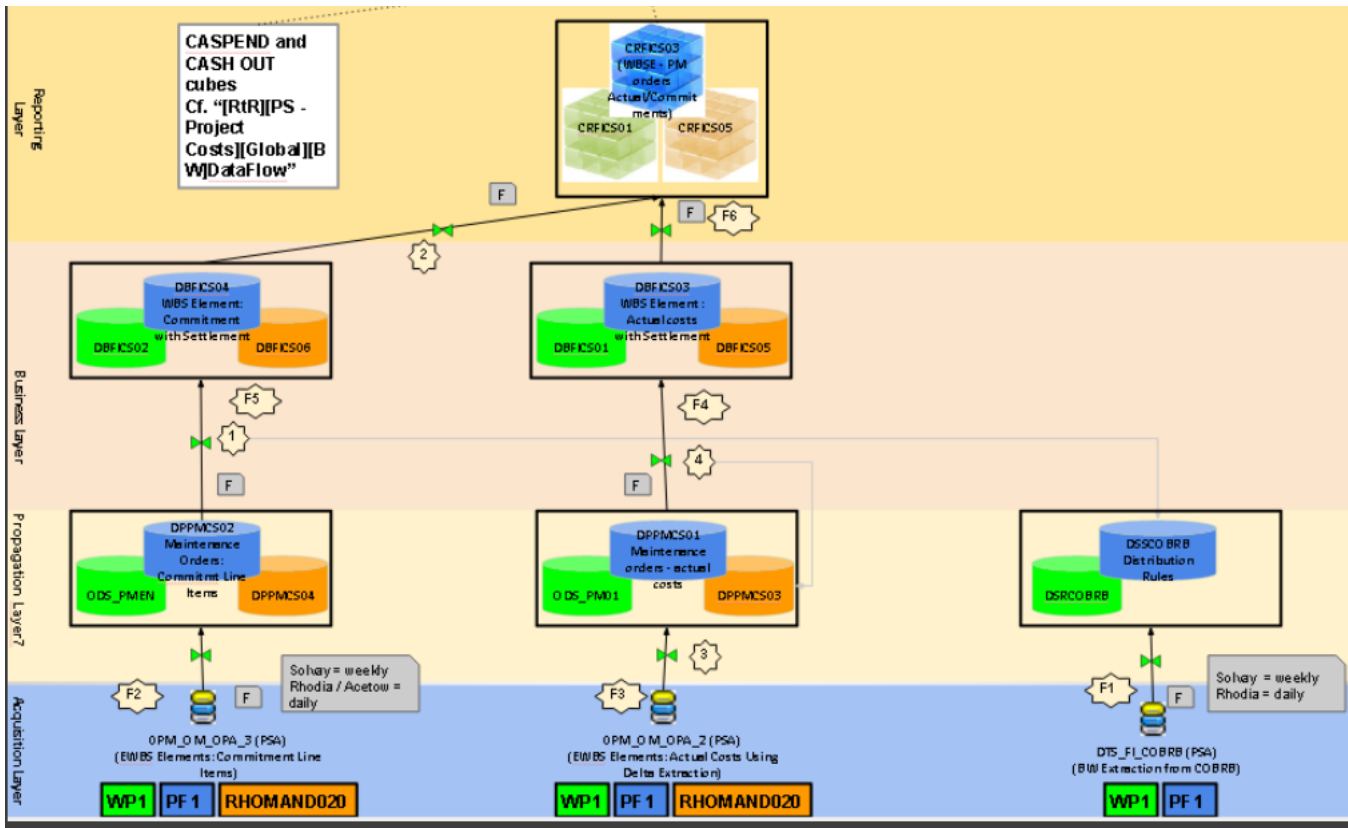 Reporting
Layer
CASPEND and
CASH OUT
cubes
Cf. “[RtR][PS -
Project
Costs][Global][B
W]DataFlow”
CRFICS03
(WBSE - PM
orders
Actual/Commit
ments)
CRFICS01
CRFICS05
F
F
F6
2
Business Layer
DBFICS04
WBS Element:
Commitment
with Settlement
DBFICS02
DBFICS06
DBFICS03
WBS Element :
Actual costs
with Settlement
DBFICS01
DBFICS05
F5
F4
1
4
F
F
Propagation Layer7
DPPMCS02
Maintenance
Orders:
Commitmt Line
Items
ODS_PMEN
DPPMCS04
DPPMCS01
Maintenance
orders - actual
costs
ODS_PM01
DPPMCS03
DSSCOBRB
Distribution
Rules
DSRCOBRB
3
Acquisition Layer
F2
F
Solvay = weekly
Rhodia / Acetow =
daily
F3
F1
F
Solvay = weekly
Rhodia = daily
0PM_OM_OPA_3 (PSA)
(EWBS Elements: Commitment Line
Items)
WP1 PF1 RHOMAND020
0PM_OM_OPA_2 (PSA)
(EWBS Elements: Actual Costs Using
Delta Extraction)
WP1 PF1 RHOMAND020
DTS_FI_COBRB (PSA)
(BW Extraction from COBRB)
WP1 PF1